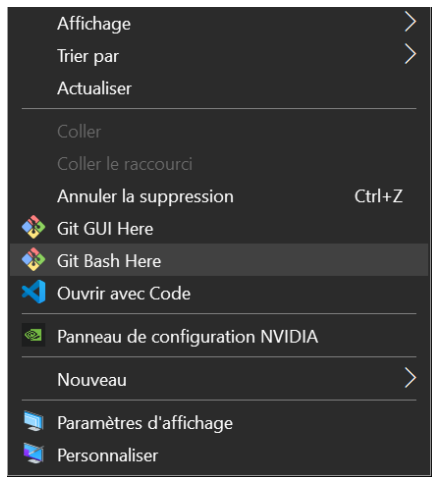 Affichage
Trier par
Actualiser
Coller
Coller le raccourci
Annuler la suppression Ctrl+Z
Git GUI Here
Git Bash Here
Ouvrir avec Code
Panneau de configuration NVIDIA
Nouveau
Paramètres d'affichage
Personnaliser